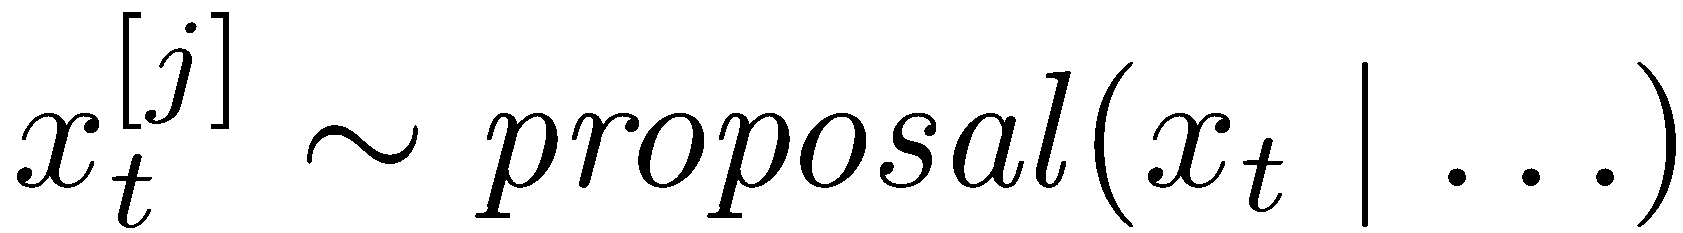 x_t^{[j]} ∼ proposal(x_t | . . .)